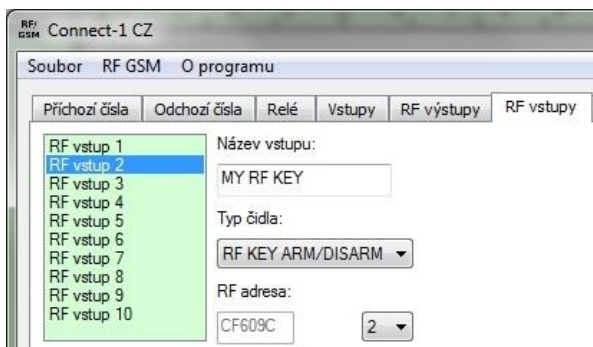 RF/GSM Connect-1 CZ
Soubor RF GSM O programu
Příchozí čísla Odchozí čísla Relé Vstupy RF výstupy RF vstupy
RF vstup 1
RF vstup 2
RF vstup 3
RF vstup 4
RF vstup 5
RF vstup 6
RF vstup 7
RF vstup 8
RF vstup 9
RF vstup 10
Název vstupu:
MY RF KEY
Typ čidla:
RF KEY ARM/DISARM
RF adresa:
CF609C 2